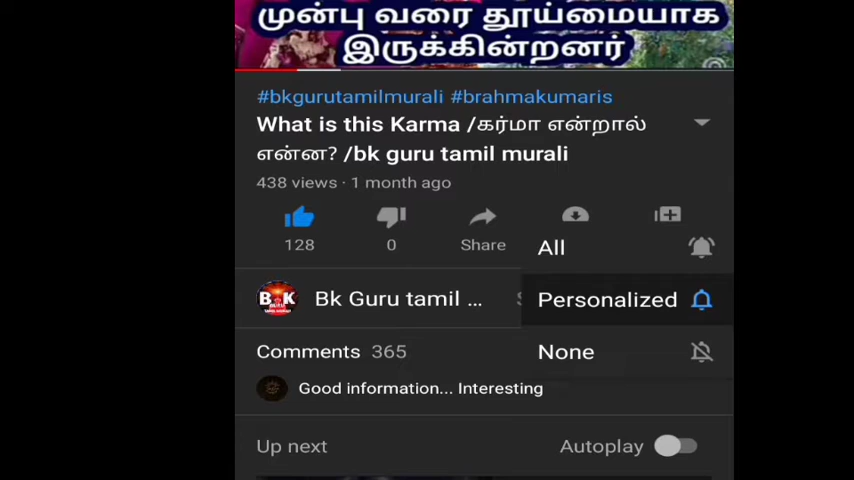 முன்பு வரை தூய்மையாக
இருக்கின்றனர்
#bkgurutamilmurali #brahmakumaris
What is this Karma /கர்மா என்றால்
என்ன? /bk guru tamil murali
438 views · 1 month ago
128
0
Share
All
BK
Bk Guru tamil ...
Personalized
Comments 365
None
Good information... Interesting
Up next
Autoplay